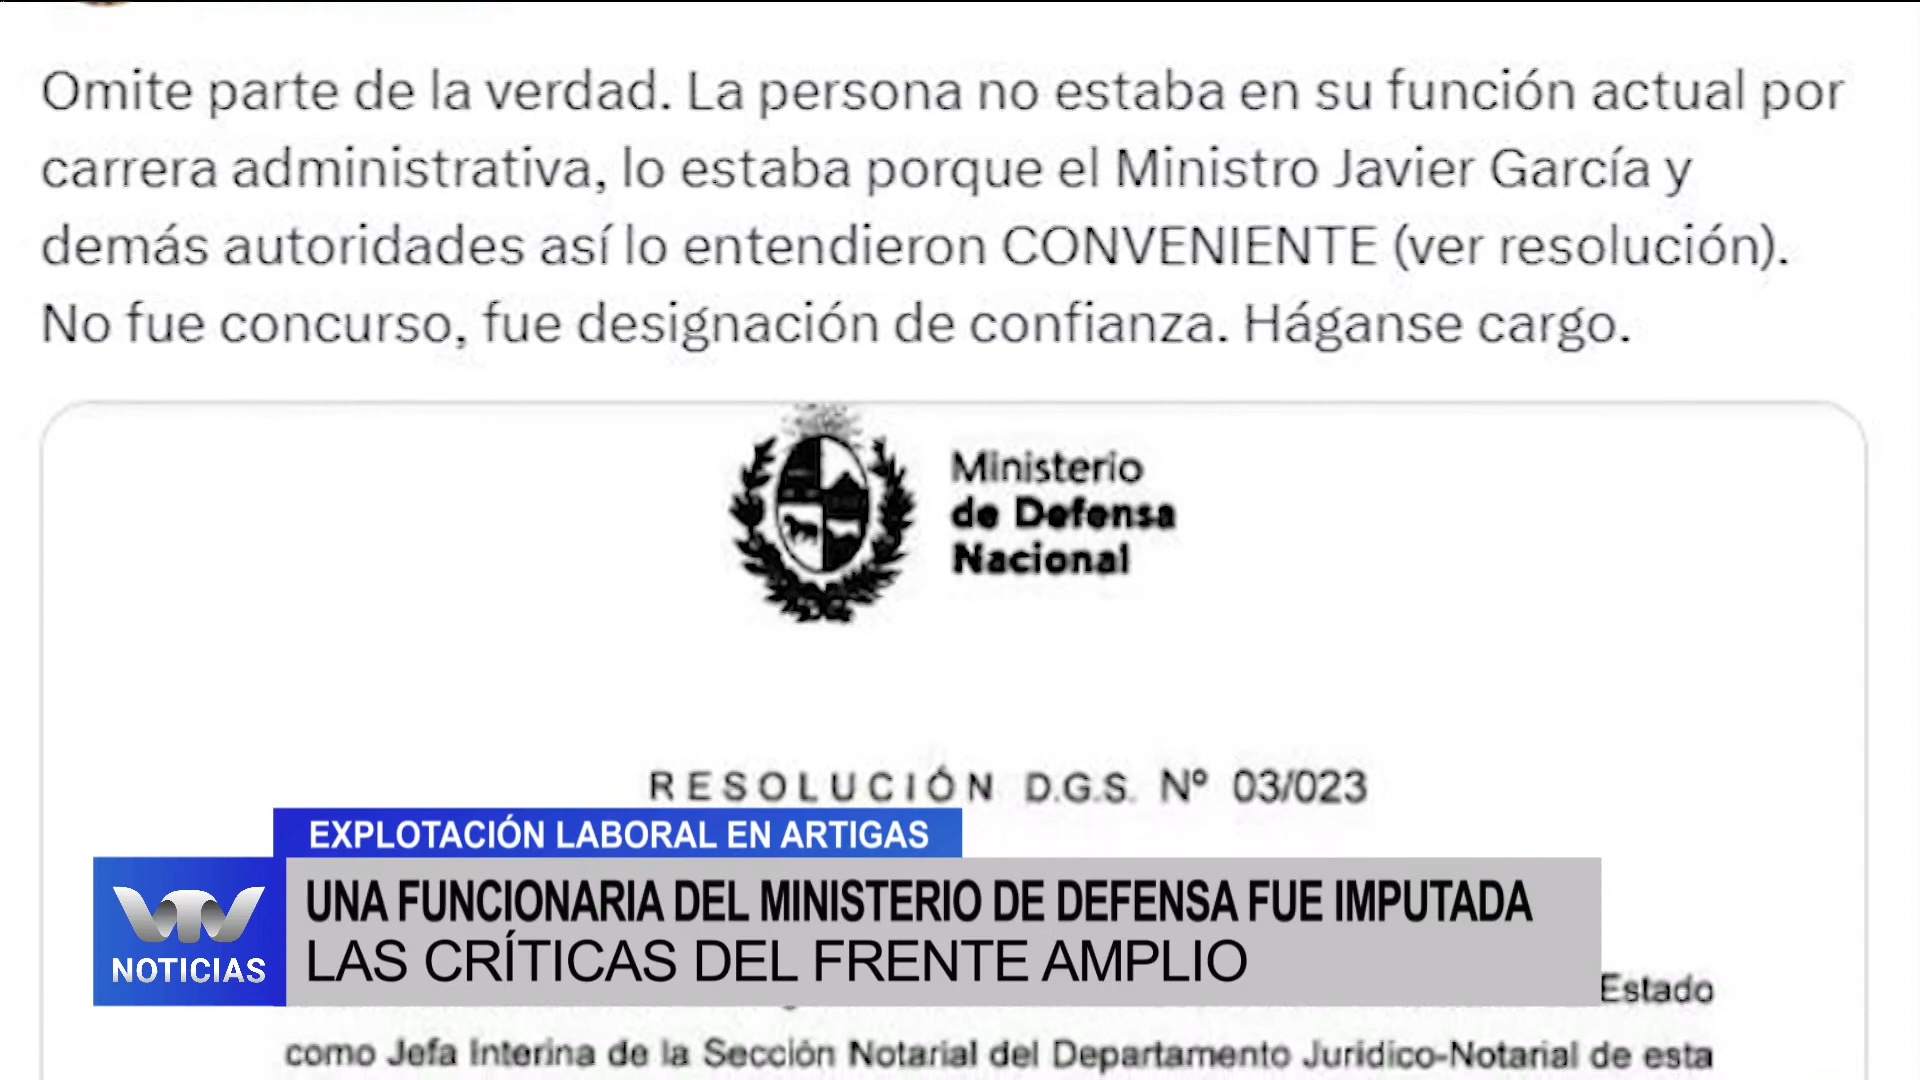 Omite parte de la verdad. La persona no estaba en su función actual por
carrera administrativa, lo estaba porque el Ministro Javier García y
demás autoridades así lo entendieron CONVENIENTE (ver resolución).
No fue concurso, fue designación de confianza. Háganse cargo.
Ministerio
de Defensa
Nacional
RESOLUCIÓN D.G.S. Nº 03/023
EXPLOTACIÓN LABORAL EN ARTIGAS
UNA FUNCIONARIA DEL MINISTERIO DE DEFENSA FUE IMPUTADA
LAS CRÍTICAS DEL FRENTE AMPLIO
VTV
NOTICIAS
Estado
como Jefa Interina de la Sección Notarial del Departamento Jurídico-Notarial de esta